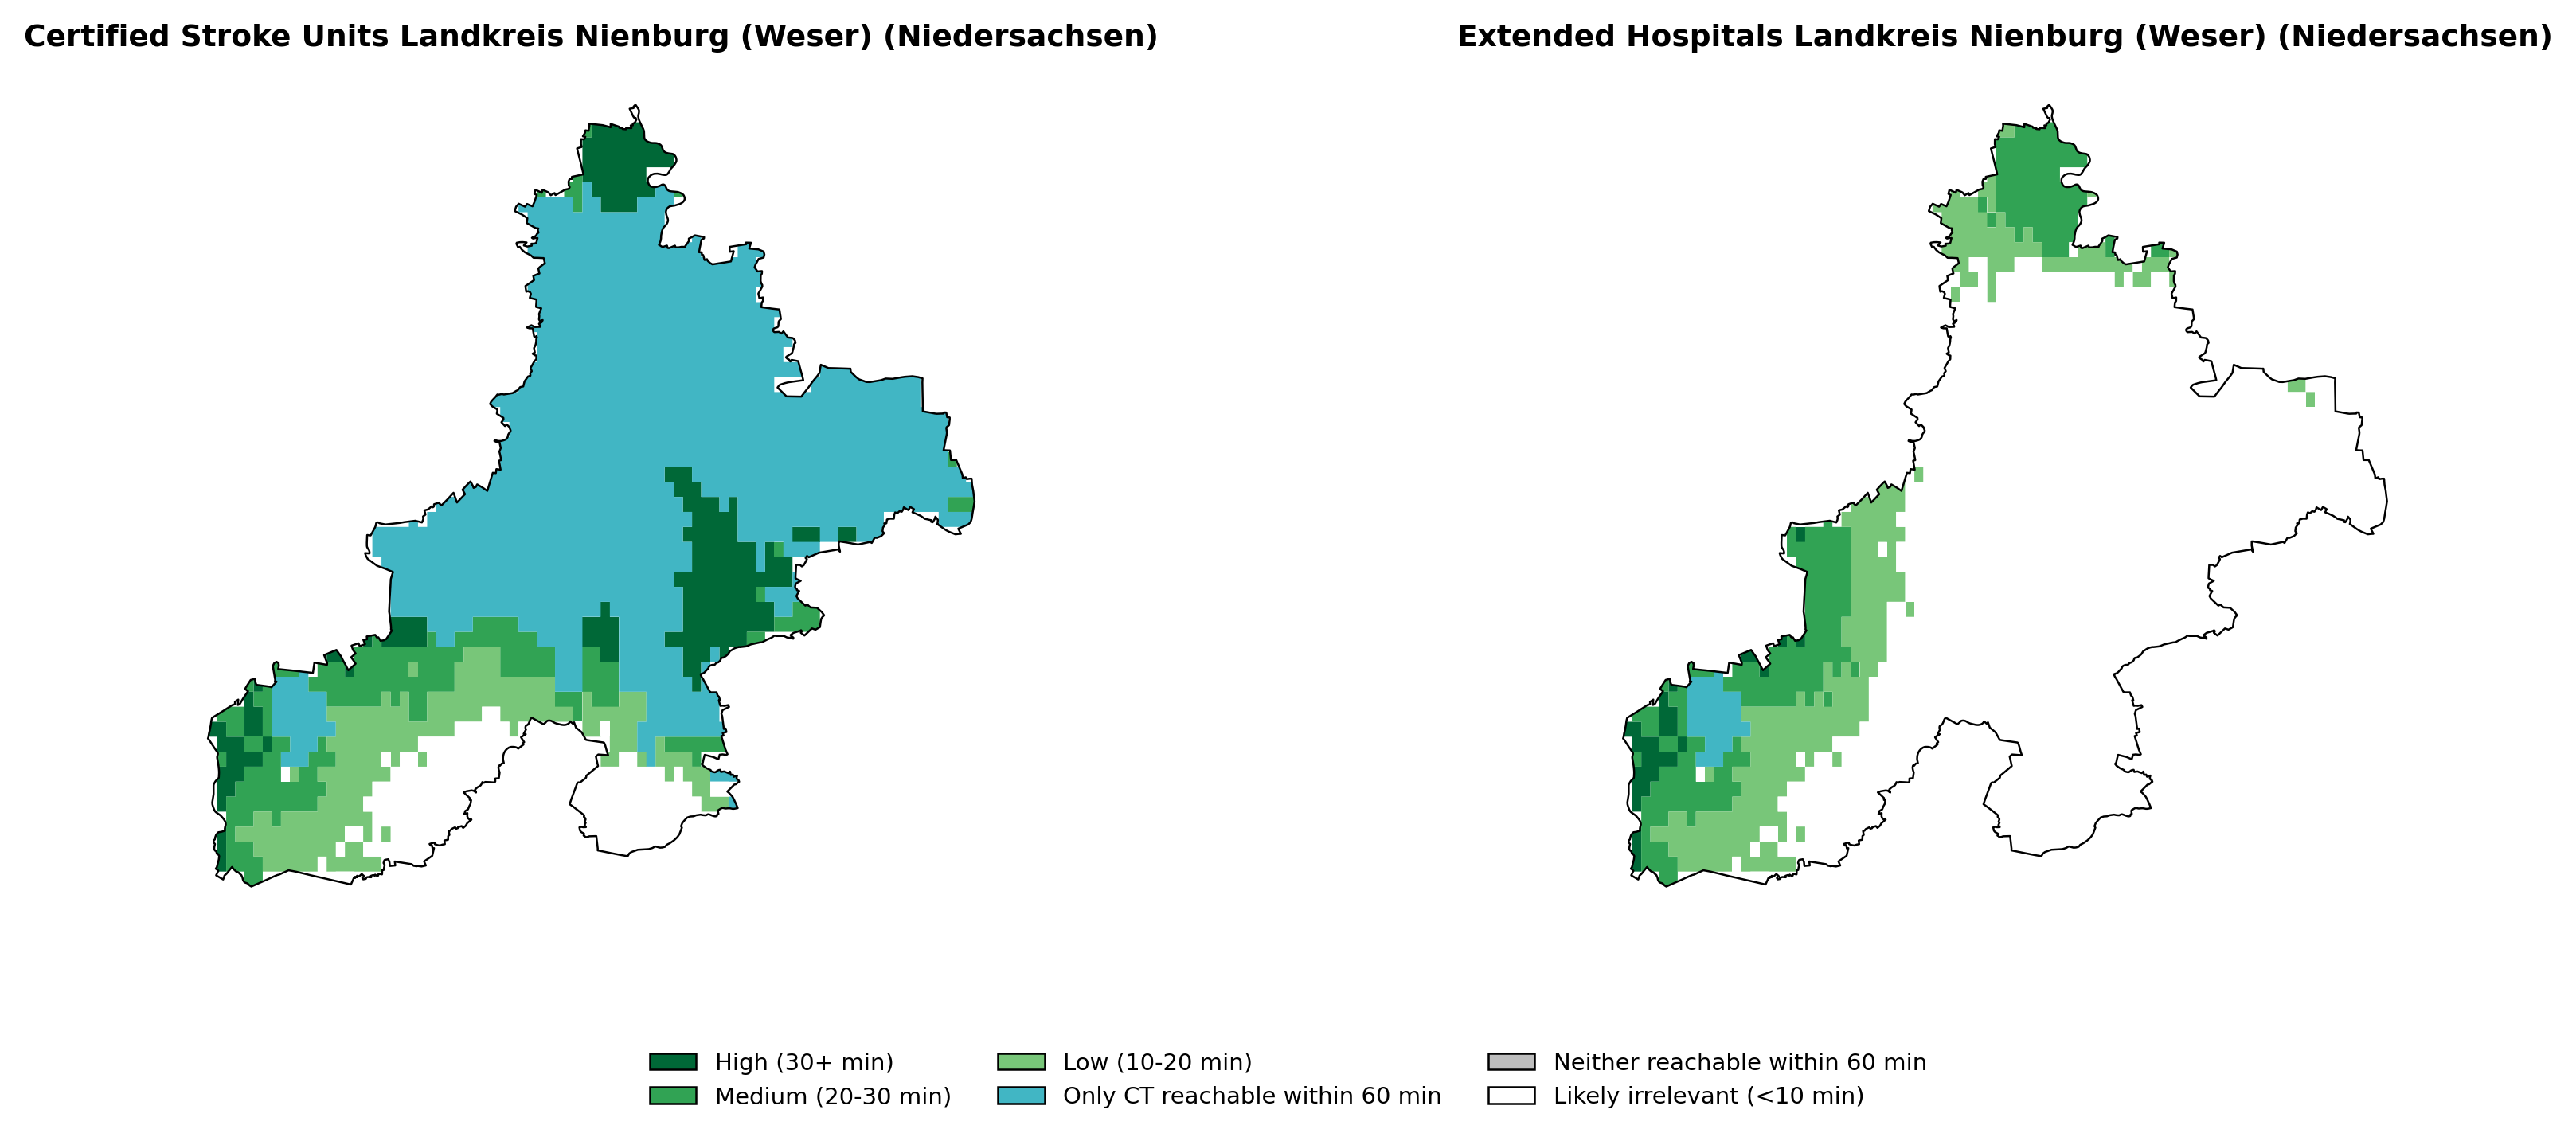 Certified Stroke Units Landkreis Nienburg (Weser) (Niedersachsen)
Extended Hospitals Landkreis Nienburg (Weser) (Niedersachsen)
High (30+ min)
Medium (20-30 min)
Low (10-20 min)
Only CT reachable within 60 min
Neither reachable within 60 min
Likely irrelevant (<10 min)